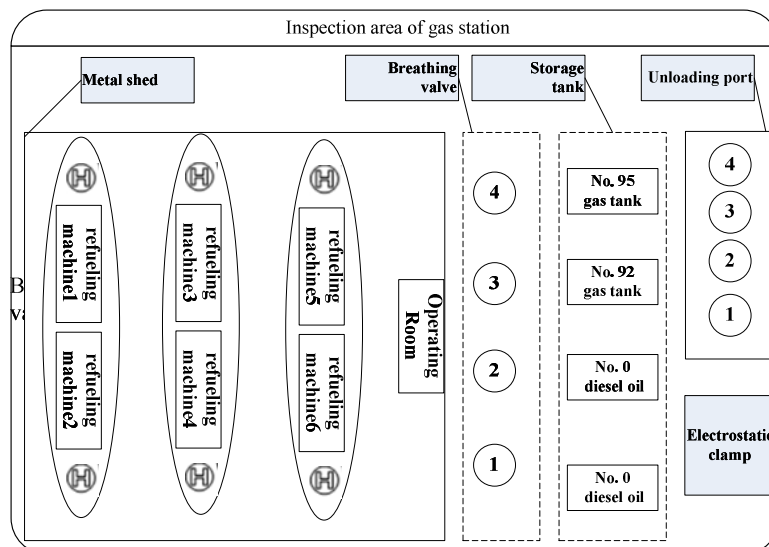 Inspection area of gas station
Metal shed
Breathing
valve
Storage
tank
Unloading port
refueling
machine1
refueling
machine2
refueling
machine3
refueling
machine4
refueling
machine5
refueling
machine6
Operating
Room
4
3
2
1
No. 95
gas tank
No. 92
gas tank
No. 0
diesel oil
No. 0
diesel oil
4
3
2
1
Electrostatic
clamp